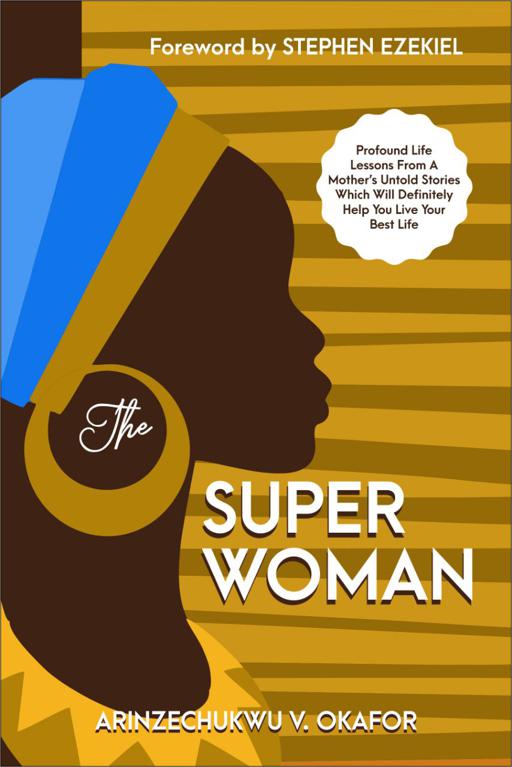 Foreword by STEPHEN EZEKIEL
Profound Life
Lessons From A
Mother's Untold Stories
Which Will Definitely
Help You Live Your
Best Life
The
SUPER
WOMAN
ARINZECHUKWU V. OKAFOR